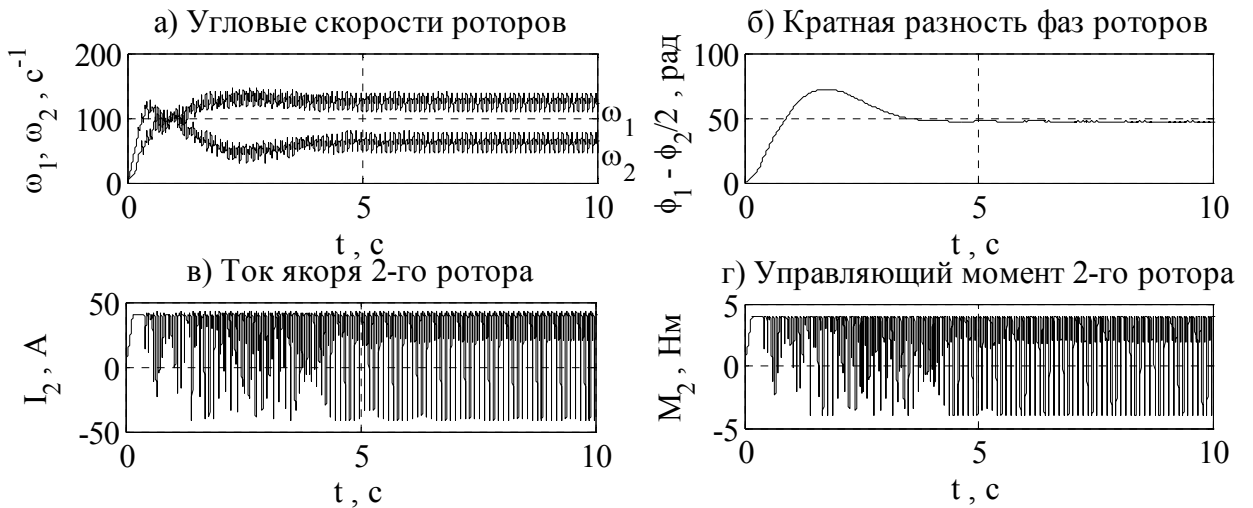 а) Угловые скорости роторов
ω₁, ω₂, с⁻¹
200
100
0
ω₁
ω₂
0 5 10
t , с
б) Кратная разность фаз роторов
ϕ₁ - ϕ₂/2 , рад
100
50
0
0 5 10
t , с
в) Ток якоря 2-го ротора
I₂ , А
50
0
-50
0 5 10
t , с
г) Управляющий момент 2-го ротора
М₂ , Нм
5
0
-5
0 5 10
t , с